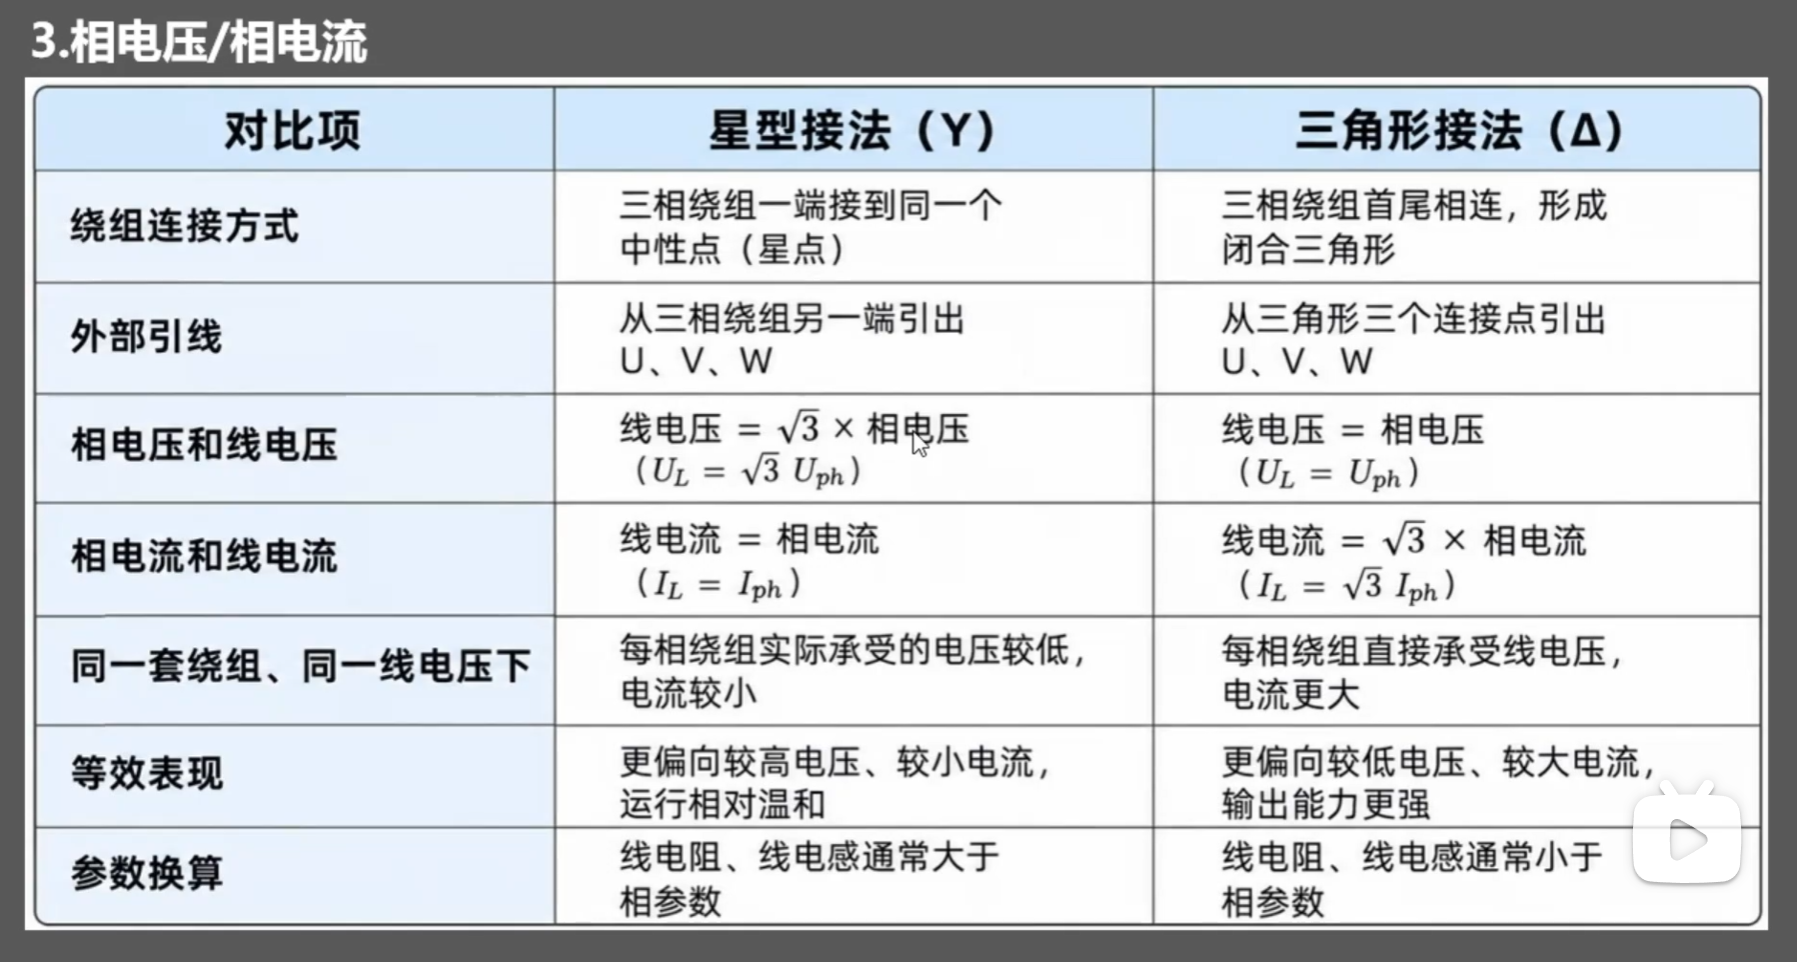 3.相电压/相电流
对比项
星型接法（Y）
三角形接法（Δ）
绕组连接方式
三相绕组一端接到同一个
中性点（星点）
三相绕组首尾相连，形成
闭合三角形
外部引线
从三相绕组另一端引出
U、V、W
从三角形三个连接点引出
U、V、W
相电压和线电压
线电压 = √3 × 相电压
（U_L = √3 U_ph）
线电压 = 相电压
（U_L = U_ph）
相电流和线电流
线电流 = 相电流
（I_L = I_ph）
线电流 = √3 × 相电流
（I_L = √3 I_ph）
同一套绕组、同一线电压下
每相绕组实际承受的电压较低，
电流较小
每相绕组直接承受线电压，
电流更大
等效表现
更偏向较高电压、较小电流，
运行相对温和
更偏向较低电压、较大电流，
输出能力更强
参数换算
线电阻、线电感通常大于
相参数
线电阻、线电感通常小于
相参数